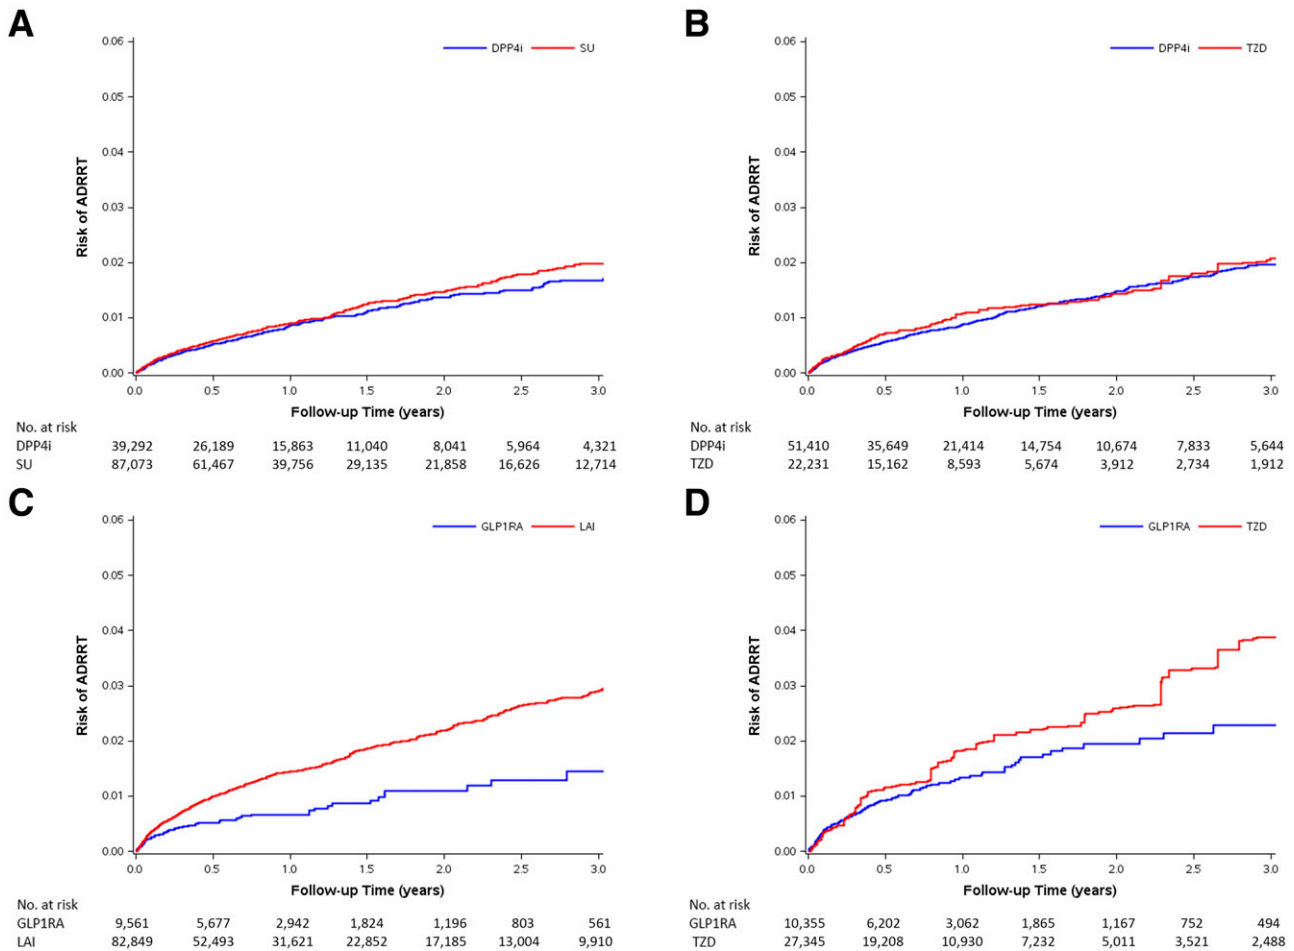 A
DPP4i SU
0.06
0.05
0.04
0.03
0.02
0.01
0.00
Risk of ADRRT
0.0 0.5 1.0 1.5 2.0 2.5 3.0
Follow-up Time (years)
No. at risk
DPP4i 39,292 26,189 15,863 11,040 8,041 5,964 4,321
SU 87,073 61,467 39,756 29,135 21,858 16,626 12,714
B
DPP4i TZD
0.06
0.05
0.04
0.03
0.02
0.01
0.00
Risk of ADRRT
0.0 0.5 1.0 1.5 2.0 2.5 3.0
Follow-up Time (years)
No. at risk
DPP4i 51,410 35,649 21,414 14,754 10,674 7,833 5,644
TZD 22,231 15,162 8,593 5,674 3,912 2,734 1,912
C
GLP1RA LAI
0.06
0.05
0.04
0.03
0.02
0.01
0.00
Risk of ADRRT
0.0 0.5 1.0 1.5 2.0 2.5 3.0
Follow-up Time (years)
No. at risk
GLP1RA 9,561 5,677 2,942 1,824 1,196 803 561
LAI 82,849 52,493 31,621 22,852 17,185 13,004 9,910
D
GLP1RA TZD
0.06
0.05
0.04
0.03
0.02
0.01
0.00
Risk of ADRRT
0.0 0.5 1.0 1.5 2.0 2.5 3.0
Follow-up Time (years)
No. at risk
GLP1RA 10,355 6,202 3,062 1,865 1,167 752 494
TZD 27,345 19,208 10,930 7,232 5,011 3,521 2,488